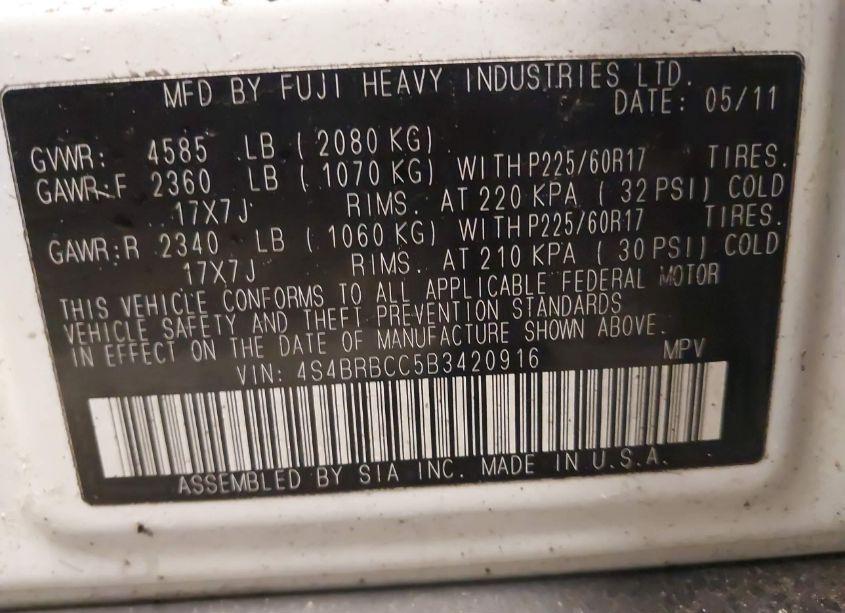 MFD BY FUJI HEAVY INDUSTRIES LTD.
DATE: 05/11
GVWR: 4585 LB ( 2080 KG)
GAWR:F 2360 LB ( 1070 KG) WITH P225/60R17 TIRES.
17X7J RIMS. AT 220 KPA ( 32 PSI) COLD
GAWR:R 2340 LB ( 1060 KG) WITH P225/60R17 TIRES.
17X7J RIMS. AT 210 KPA ( 30 PSI) COLD
THIS VEHICLE CONFORMS TO ALL APPLICABLE FEDERAL MOTOR
VEHICLE SAFETY AND THEFT PREVENTION STANDARDS
IN EFFECT ON THE DATE OF MANUFACTURE SHOWN ABOVE.
VIN: 4S4BRBCC5B3420916 MPV
ASSEMBLED BY SIA INC. MADE IN U.S.A.